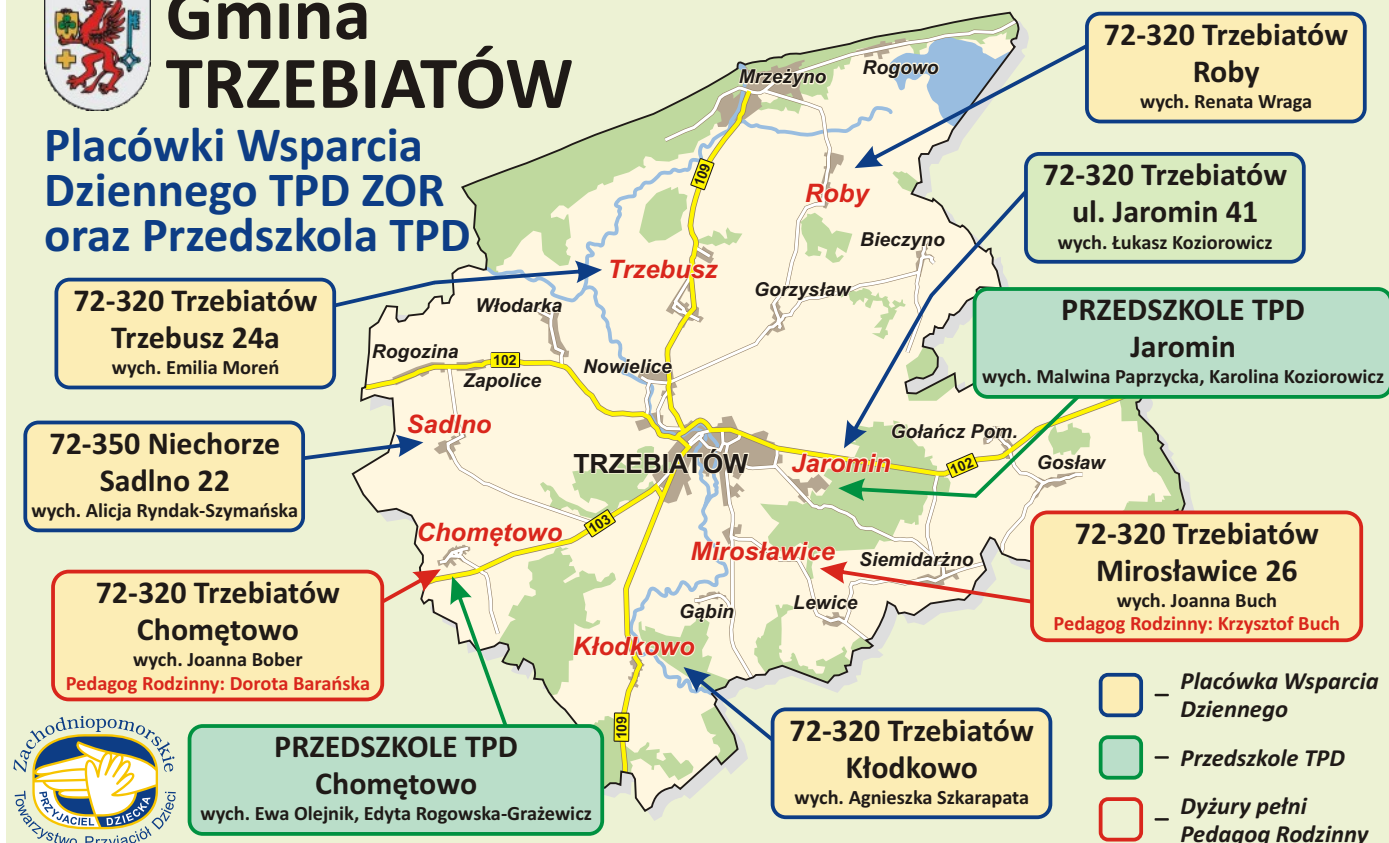 Gmina
TRZEBIATÓW
Placówki Wsparcia
Dziennego TPD ZOR
oraz Przedszkola TPD
72-320 Trzebiatów
Roby
wych. Renata Wraga
72-320 Trzebiatów
ul. Jaromin 41
wych. Łukasz Koziorowicz
PRZEDSZKOLE TPD
Jaromin
wych. Malwina Paprzycka, Karolina Koziorowicz
72-320 Trzebiatów
Trzebusz 24a
wych. Emilia Moreń
72-350 Niechorze
Sadlno 22
wych. Alicja Ryndak-Szymańska
72-320 Trzebiatów
Chomętowo
wych. Joanna Bober
Pedagog Rodzinny: Dorota Barańska
PRZEDSZKOLE TPD
Chomętowo
wych. Ewa Olejnik, Edyta Rogowska-Grażewicz
72-320 Trzebiatów
Kłodkowo
wych. Agnieszka Szkarapata
72-320 Trzebiatów
Mirosławice 26
wych. Joanna Buch
Pedagog Rodzinny: Krzysztof Buch
Mrzeżyno
Rogowo
109
Roby
Bieczyno
Trzebusz
Gorzysław
Włodarka
Rogozina
102
Zapolice
Nowielice
Sadlno
TRZEBIATÓW
Jaromin
Gołańcz Pom.
102
Gosław
Chomętowo
103
Mirosławice
Siemidarżno
Gąbin
Lewice
Kłodkowo
109
– Placówka Wsparcia
Dziennego
– Przedszkole TPD
– Dyżury pełni
Pedagog Rodzinny
Zachodniopomorskie
PRZYJACIEL DZIECKA
Towarzystwo Przyjaciół Dzieci